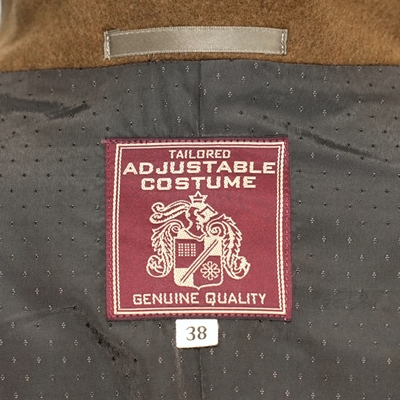 TAILORED
ADJUSTABLE
COSTUME
GENUINE QUALITY
38